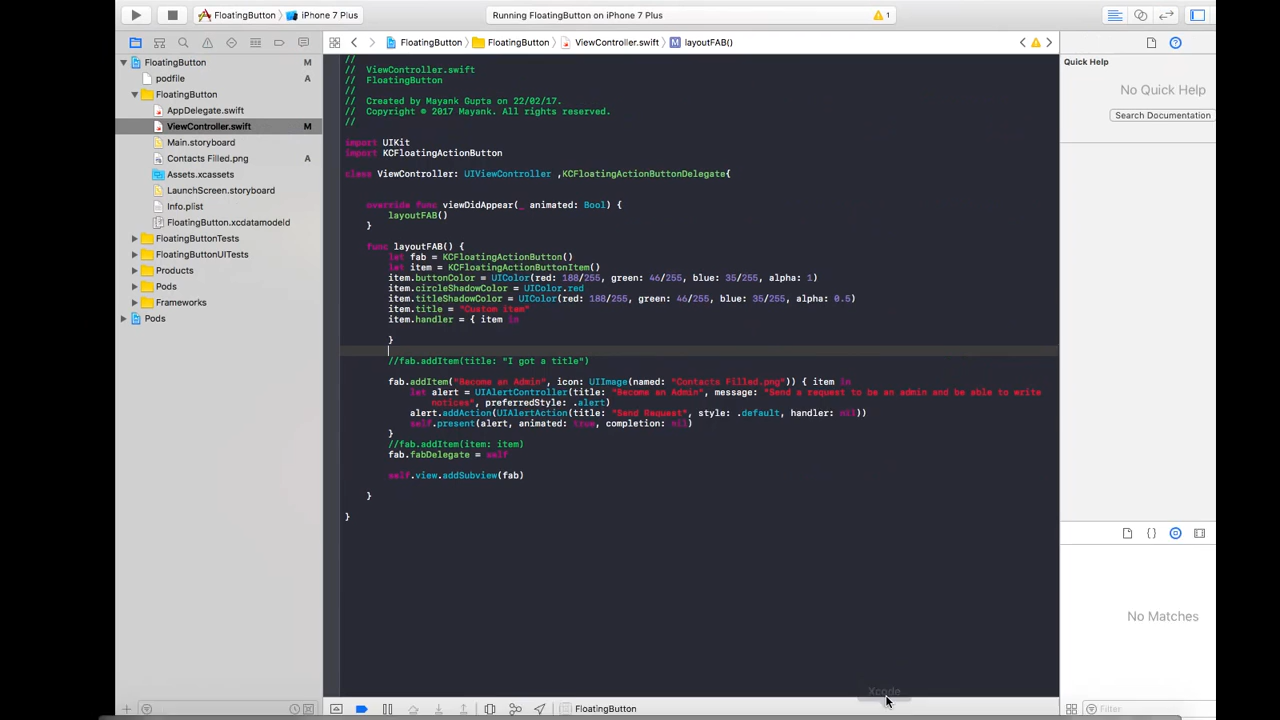 FloatingButton
iPhone 7 Plus
Running FloatingButton on iPhone 7 Plus
1
FloatingButton
FloatingButton
ViewController.swift
M
layoutFAB()
FloatingButton M
podfile A
FloatingButton
AppDelegate.swift
ViewController.swift M
Main.storyboard
Contacts Filled.png A
Assets.xcassets
LaunchScreen.storyboard
Info.plist
FloatingButton.xcdatamodeld
FloatingButtonTests
FloatingButtonUITests
Products
Pods
Frameworks
Pods
//
//  ViewController.swift
//  FloatingButton
//
//  Created by Mayank Gupta on 22/02/17.
//  Copyright © 2017 Mayank. All rights reserved.
//
import UIKit
import KCFloatingActionButton
class ViewController: UIViewController ,KCFloatingActionButtonDelegate{
override func viewDidAppear(_ animated: Bool) {
layoutFAB()
}
func layoutFAB() {
let fab = KCFloatingActionButton()
let item = KCFloatingActionButtonItem()
item.buttonColor = UIColor(red: 188/255, green: 46/255, blue: 35/255, alpha: 1)
item.circleShadowColor = UIColor.red
item.titleShadowColor = UIColor(red: 188/255, green: 46/255, blue: 35/255, alpha: 0.5)
item.title = "Custom item"
item.handler = { item in
}
//fab.addItem(title: "I got a title")
fab.addItem("Become an Admin", icon: UIImage(named: "Contacts Filled.png")) { item in
let alert = UIAlertController(title: "Become an Admin", message: "Send a request to be an admin and be able to write
notices", preferredStyle: .alert)
alert.addAction(UIAlertAction(title: "Send Request", style: .default, handler: nil))
self.present(alert, animated: true, completion: nil)
}
//fab.addItem(item: item)
fab.fabDelegate = self
self.view.addSubview(fab)
}
}
Quick Help
No Quick Help
Search Documentation
No Matches
Xcode
FloatingButton
Filter